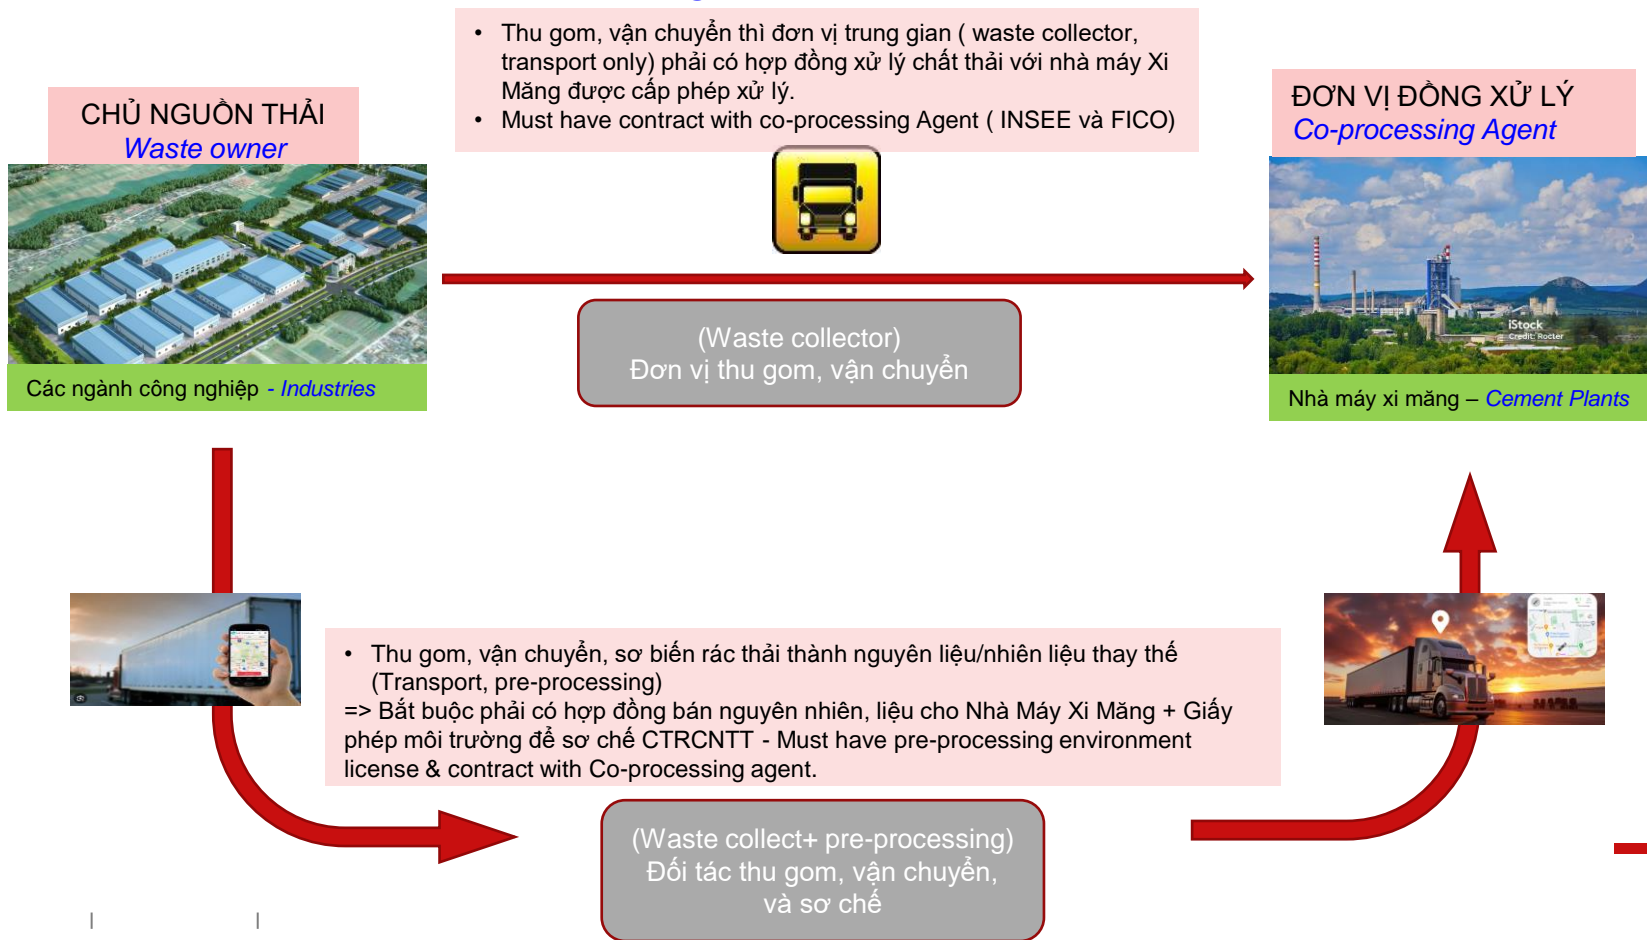 • Thu gom, vận chuyển thì đơn vị trung gian ( waste collector,
transport only) phải có hợp đồng xử lý chất thải với nhà máy Xi
Măng được cấp phép xử lý.
• Must have contract with co-processing Agent ( INSEE và FICO)
CHỦ NGUỒN THẢI
Waste owner
ĐƠN VỊ ĐỒNG XỬ LÝ
Co-processing Agent
(Waste collector)
Đơn vị thu gom, vận chuyển
iStock
Credit: Rocter
Các ngành công nghiệp - Industries
Nhà máy xi măng – Cement Plants
• Thu gom, vận chuyển, sơ biến rác thải thành nguyên liệu/nhiên liệu thay thế
(Transport, pre-processing)
=> Bắt buộc phải có hợp đồng bán nguyên nhiên, liệu cho Nhà Máy Xi Măng + Giấy
phép môi trường để sơ chế CTRCNTT - Must have pre-processing environment
license & contract with Co-processing agent.
(Waste collect+ pre-processing)
Đối tác thu gom, vận chuyển,
và sơ chế